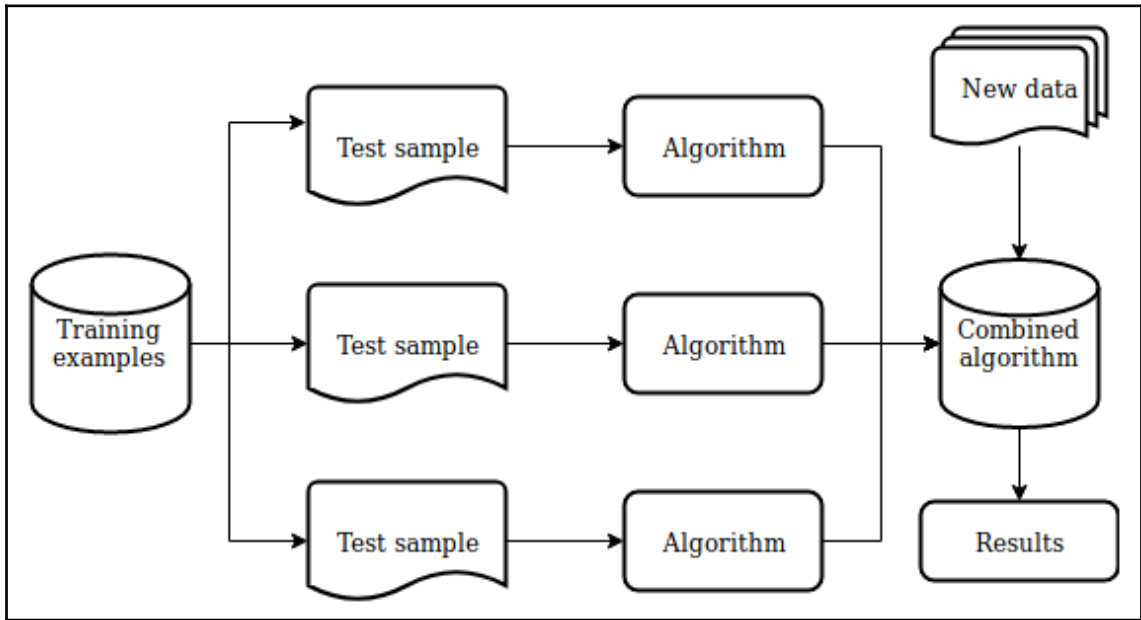 New data
Test sample
Algorithm
Training
examples
Test sample
Algorithm
Combined
algorithm
Test sample
Algorithm
Results